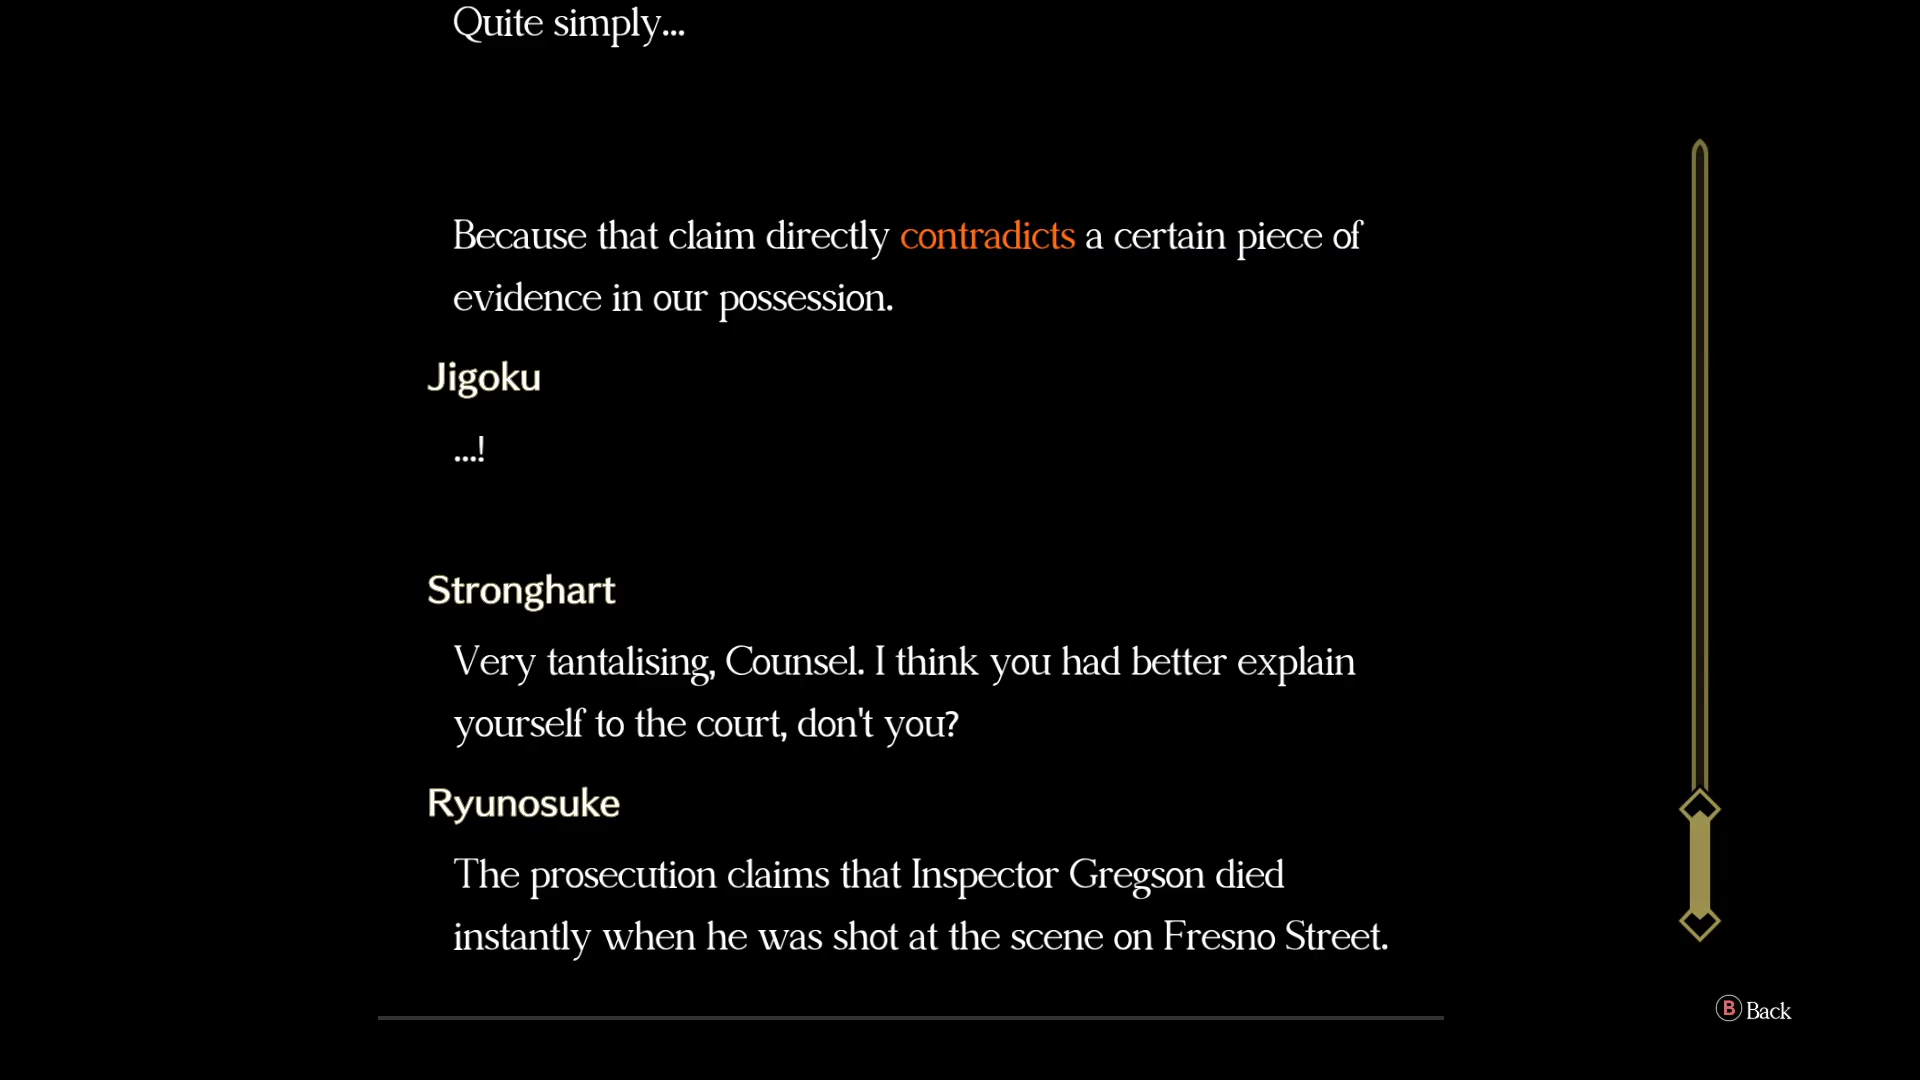 Quite simply...
Because that claim directly contradicts a certain piece of
evidence in our possession.
Jigoku
...!
Stronghart
Very tantalising, Counsel. I think you had better explain
yourself to the court, don't you?
Ryunosuke
The prosecution claims that Inspector Gregson died
instantly when he was shot at the scene on Fresno Street.
B Back